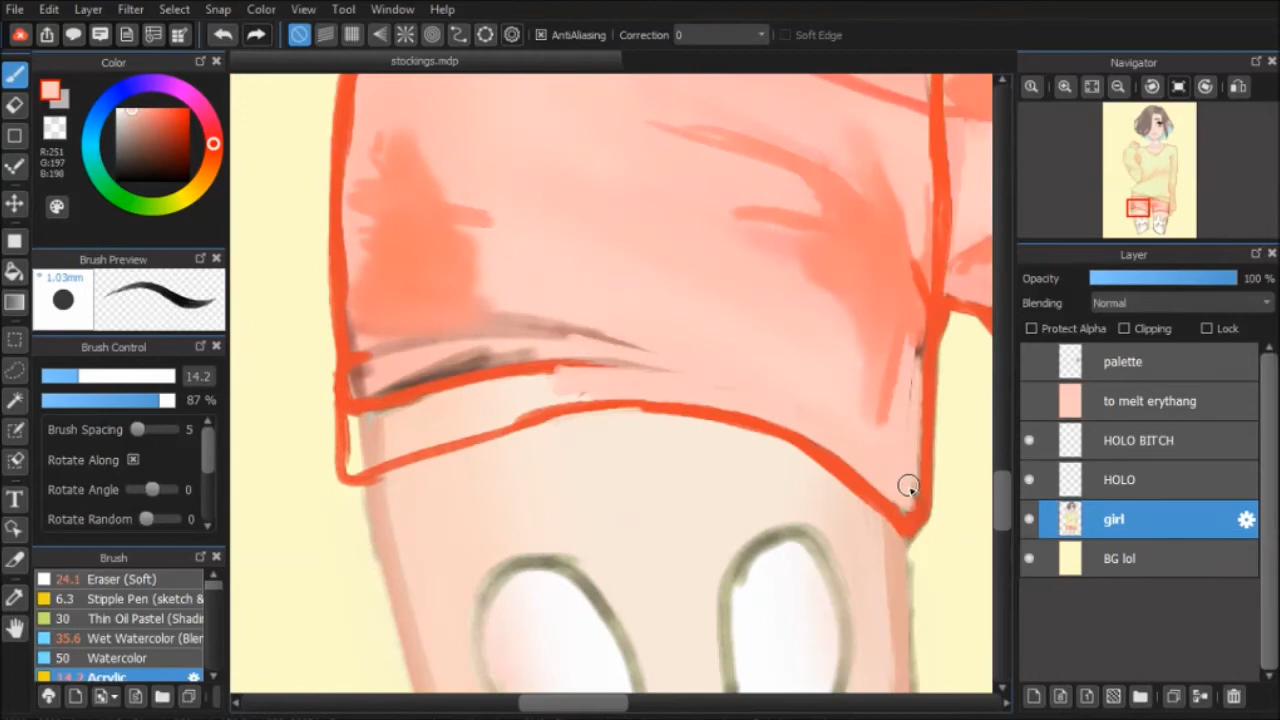 File Edit Layer Filter Select Snap Color View Tool Window Help
AntiAliasing Correction 0 Soft Edge
Color
stockings.mdp
Navigator
R:251
G:197
B:198
Brush Preview
1.03mm
Layer
Opacity 100 %
Blending Normal
Protect Alpha Clipping Lock
Brush Control
14.2
87 %
Brush Spacing 5
Rotate Along
Rotate Angle 0
Rotate Random 0
palette
to melt erythang
HOLO BITCH
HOLO
girl
BG lol
Brush
24.1 Eraser (Soft)
6.3 Stipple Pen (sketch &
30 Thin Oil Pastel (Shadi
35.6 Wet Watercolor (Bler
50 Watercolor
14.2 Acrylic